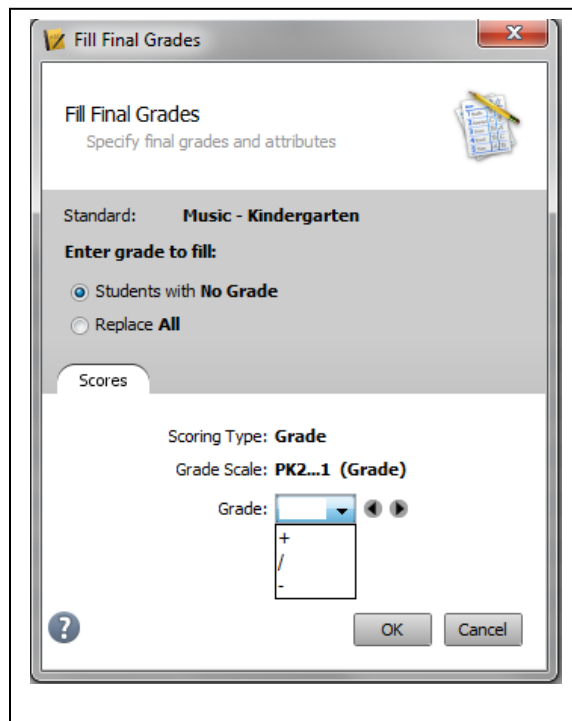 Fill Final Grades
X
Fill Final Grades
Specify final grades and attributes
Standard: Music - Kindergarten
Enter grade to fill:
Students with No Grade
Replace All
Scores
Scoring Type: Grade
Grade Scale: PK2...1 (Grade)
Grade:
+
/
-
?
OK Cancel